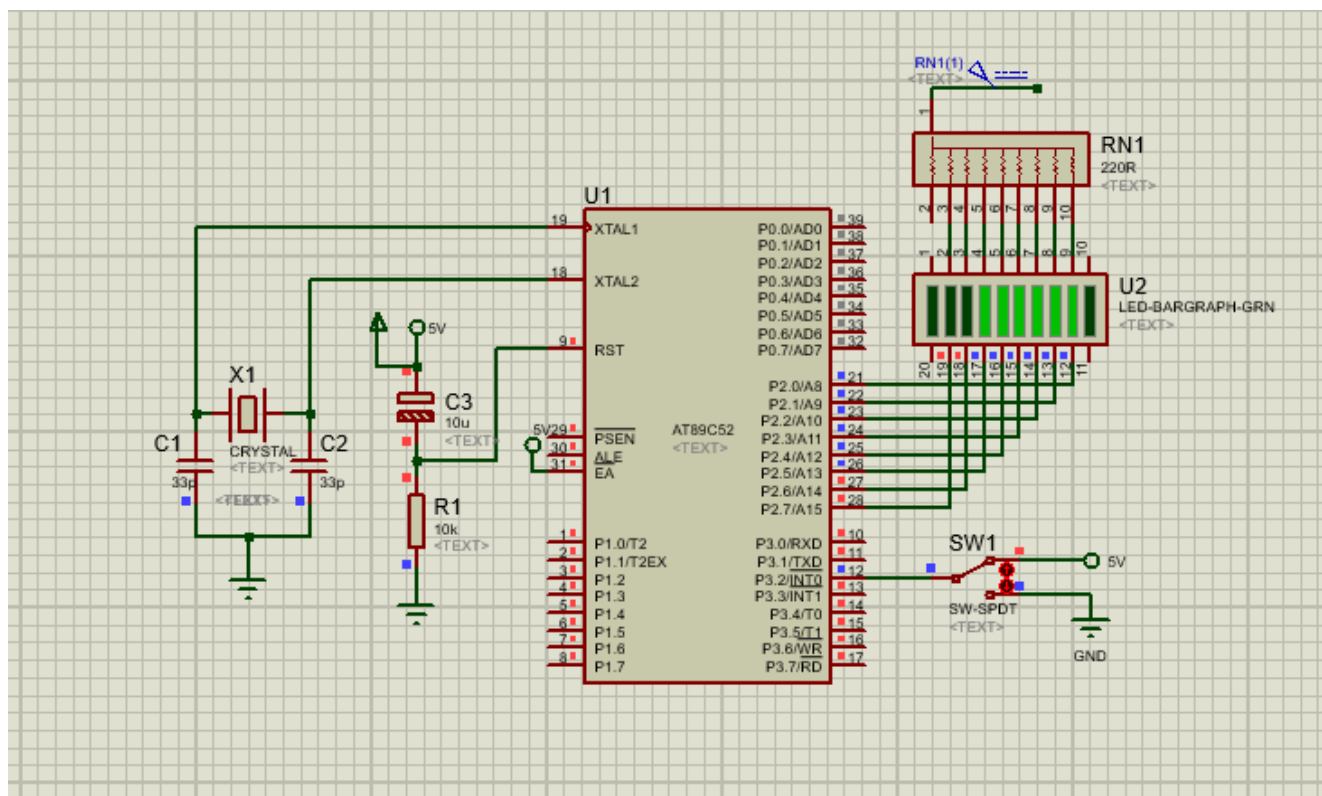 RN1(1)
<TEXT>
1
RN1
220R
<TEXT>
2 3 4 5 6 7 8 9 10
1 2 3 4 5 6 7 8 9 10
U2
LED-BARGRAPH-GRN
<TEXT>
20 19 18 17 16 15 14 13 12 11
U1
19 XTAL1
18 XTAL2
9 RST
29 PSEN
30 ALE
31 EA
1 P1.0/T2
2 P1.1/T2EX
3 P1.2
4 P1.3
5 P1.4
6 P1.5
7 P1.6
8 P1.7
AT89C52
<TEXT>
P0.0/AD0 39
P0.1/AD1 38
P0.2/AD2 37
P0.3/AD3 36
P0.4/AD4 35
P0.5/AD5 34
P0.6/AD6 33
P0.7/AD7 32
P2.0/A8 21
P2.1/A9 22
P2.2/A10 23
P2.3/A11 24
P2.4/A12 25
P2.5/A13 26
P2.6/A14 27
P2.7/A15 28
P3.0/RXD 10
P3.1/TXD 11
P3.2/INT0 12
P3.3/INT1 13
P3.4/T0 14
P3.5/T1 15
P3.6/WR 16
P3.7/RD 17
5V
C3
10u
<TEXT>
5V
R1
10k
<TEXT>
X1
CRYSTAL
<TEXT>
C1
33p
<TEXT>
C2
33p
SW1
SW-SPDT
<TEXT>
5V
GND